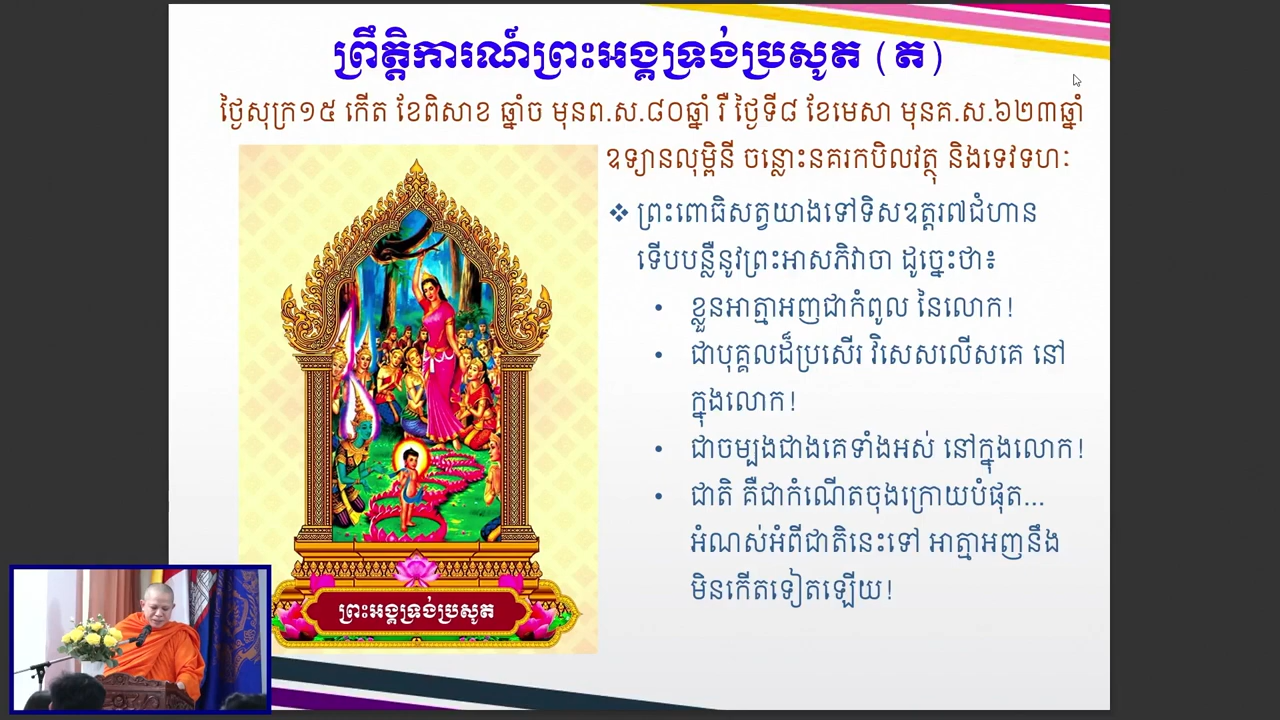 ព្រឹត្តិការណ៍ព្រះអង្គទ្រង់ប្រសូត (ត)
ថ្ងៃសុក្រ១៥ កើត ខែពិសាខ ឆ្នាំច មុនព.ស.៨០ឆ្នាំ រឺ ថ្ងៃទី៨ ខែមេសា មុនគ.ស.៦២៣ឆ្នាំ
ឧទ្យានលុម្ពិនី ចន្លោះនគរកបិលវត្ថុ និងទេវទហៈ
❖ ព្រះពោធិសត្វយាងទៅទិសឧត្តរ៧ជំហាន
ទើបបន្លឺនូវព្រះអាសភិវាចា ដូច្នេះថា៖
• ខ្លួនអាត្មាអញជាកំពូល នៃលោក!
• ជាបុគ្គលដ៏ប្រសើរ វិសេសលើសគេ នៅ
ក្នុងលោក!
• ជាចម្បងជាងគេទាំងអស់ នៅក្នុងលោក!
• ជាតិ គឺជាកំណើតចុងក្រោយបំផុត...
អំណស់អំពីជាតិនេះទៅ អាត្មាអញនឹង
មិនកើតទៀតឡើយ!
ព្រះអង្គទ្រង់ប្រសូត